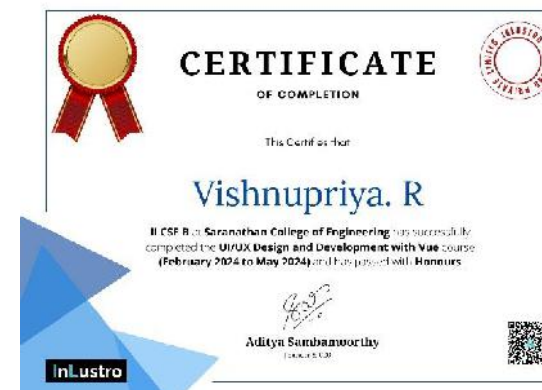 CERTIFICATE
OF COMPLETION
This Certifies that
Vishnupriya. R
II CSE B at Saranathan College of Engineering has successfully
completed the UI/UX Design and Development with Vue course
(February 2024 to May 2024) and has passed with Honours
Aditya Sambamoorthy
InLustro